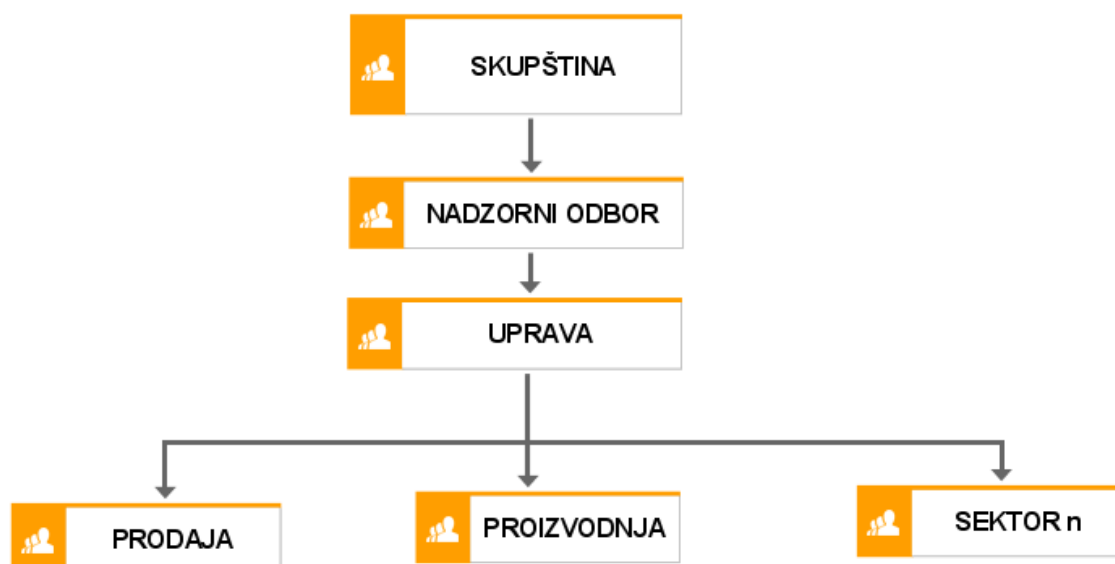 SKUPŠTINA
NADZORNI ODBOR
UPRAVA
PRODAJA
PROIZVODNJA
SEKTOR n